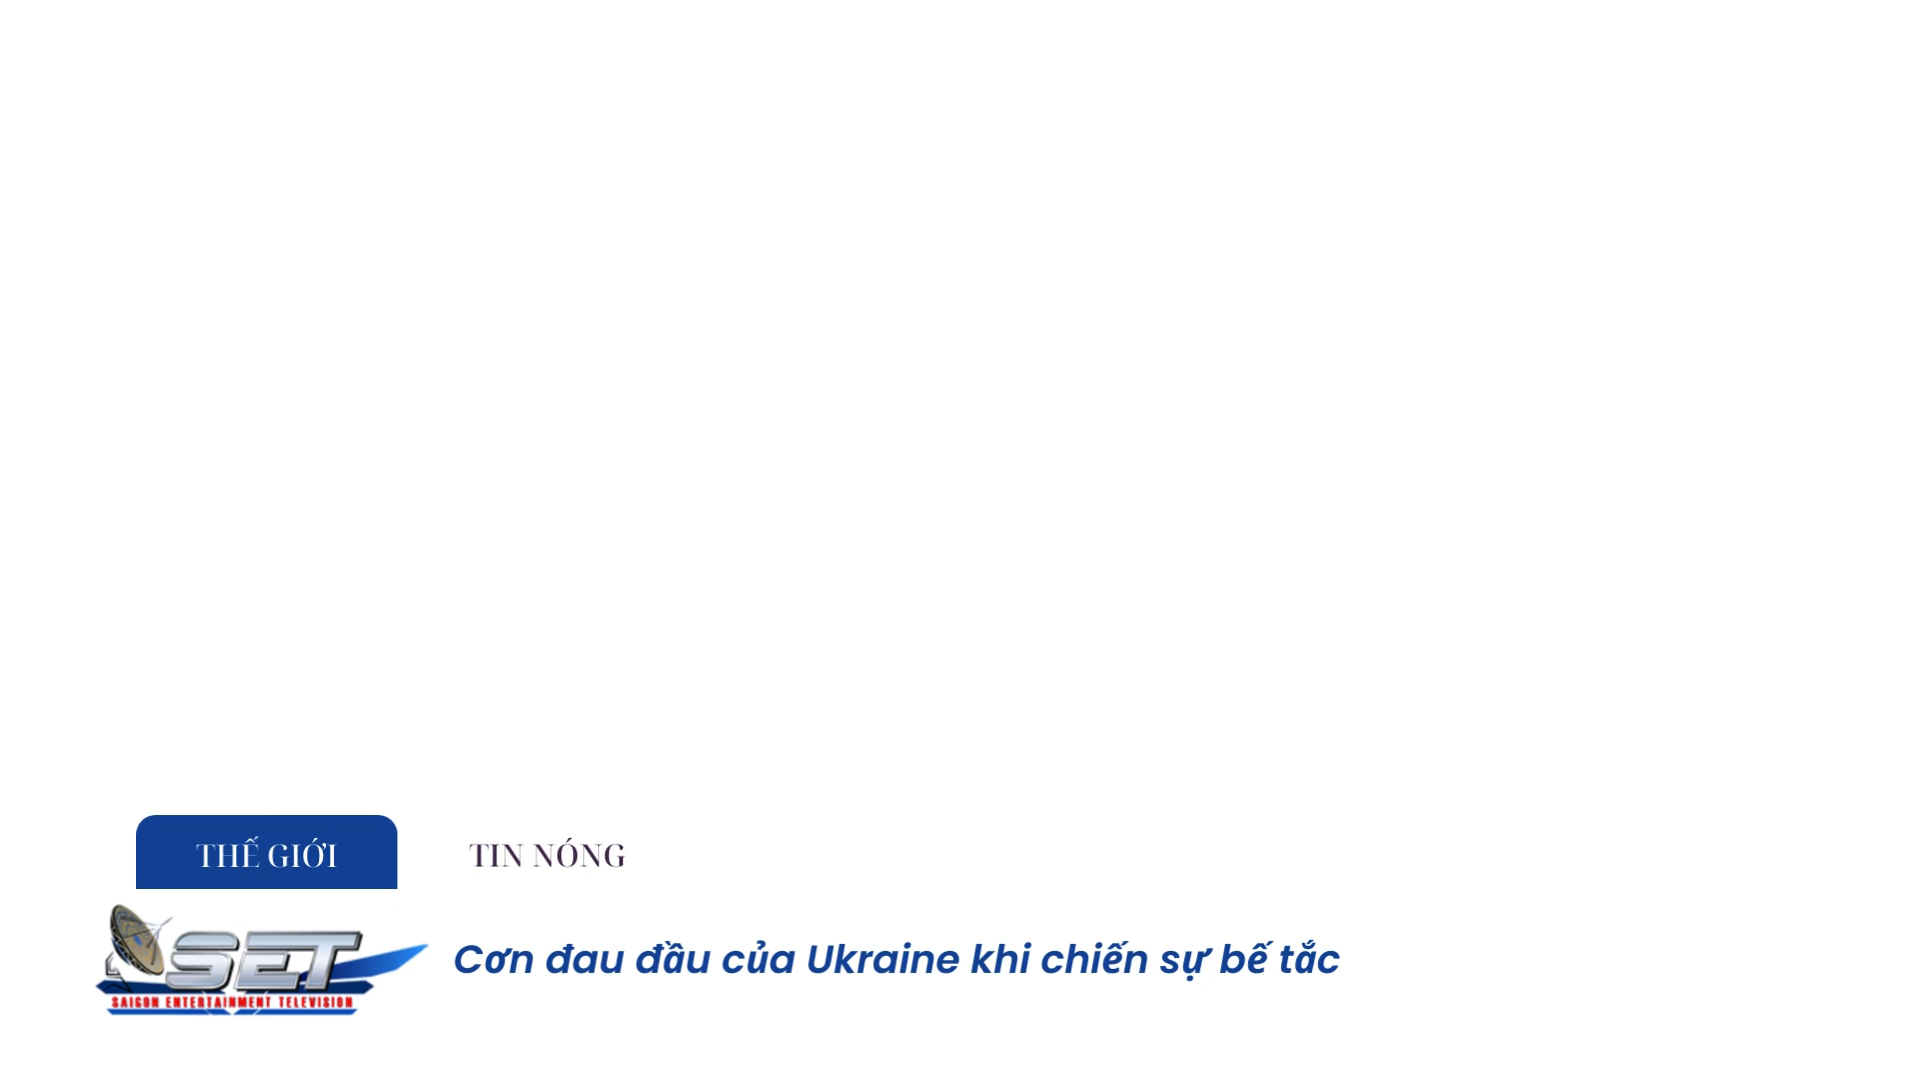 THẾ GIỚI
TIN NÓNG
SET
SAIGON ENTERTAINMENT TELEVISION
Cơn đau đầu của Ukraine khi chiến sự bế tắc